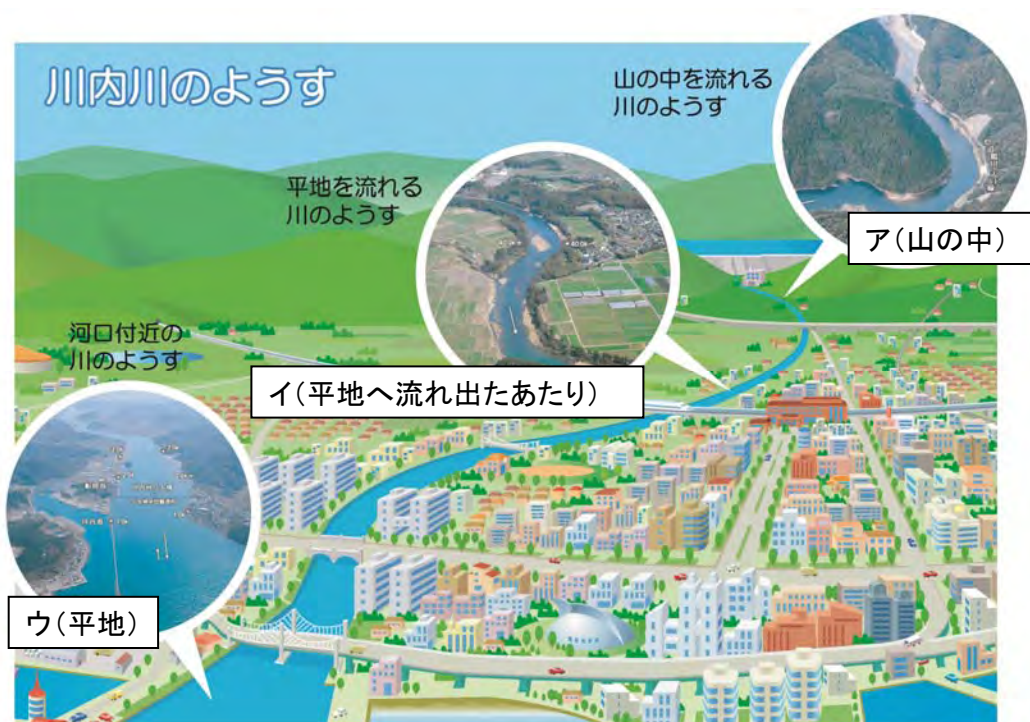 川内川のようす
山の中を流れる
川のようす
ア(山の中)
平地を流れる
川のようす
イ(平地へ流れ出たあたり)
河口付近の
川のようす
ウ(平地)